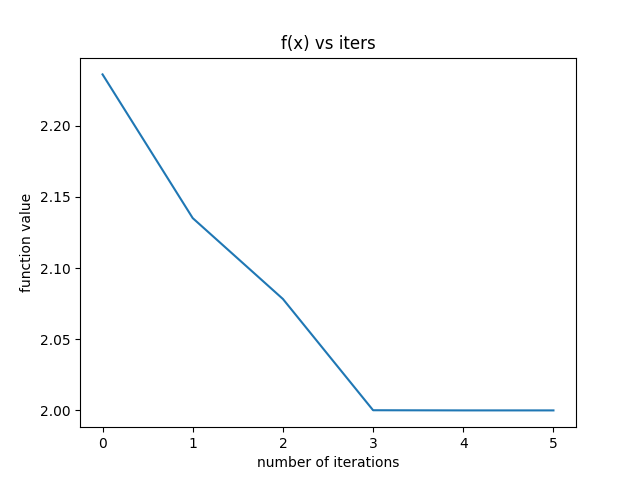 f(x) vs iters
2.20
2.15
2.10
2.05
2.00
function value
0 1 2 3 4 5
number of iterations